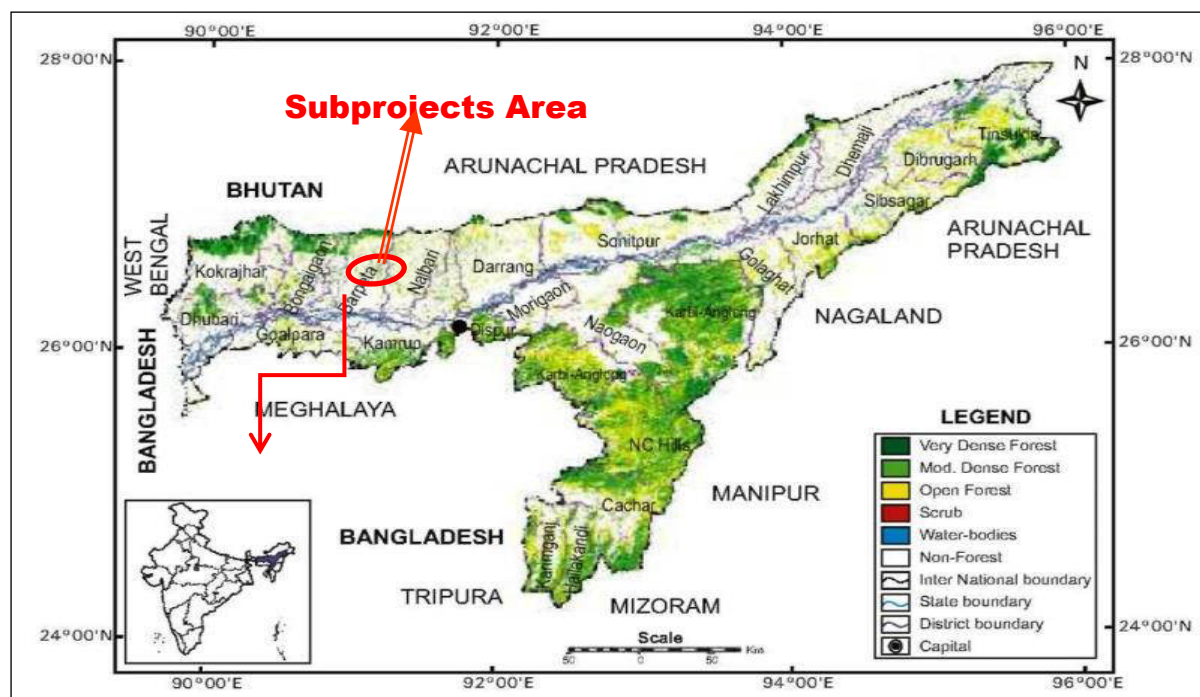 90°00'E
92°00'E
94°00'E
96°00'E
28°00'N
28°00'N
N
Subprojects Area
ARUNACHAL PRADESH
BHUTAN
WEST
BENGAL
Tinsukia
Dibrugarh
Dhemaji
Lakhimpur
Sibsagar
ARUNACHAL
PRADESH
Jorhat
Sonitpur
Golaghat
Darrang
Nalbari
Barpeta
Bongaigaon
Kokrajhar
Dhubari
Goalpara
Kamrup
Dispur
Morigaon
Naogaon
Karbi-Anglong
NAGALAND
26°00'N
26°00'N
BANGLADESH
MEGHALAYA
Karbi-Anglong
NC Hills
MANIPUR
Cachar
BANGLADESH
Karimganj
Hailakandi
TRIPURA
MIZORAM
LEGEND
Very Dense Forest
Mod. Dense Forest
Open Forest
Scrub
Water-bodies
Non-Forest
Inter National boundary
State boundary
District boundary
Capital
Scale
50 0 50 Km
24°00'N
24°00'N
90°00'E
92°00'E
94°00'E
96°00'E